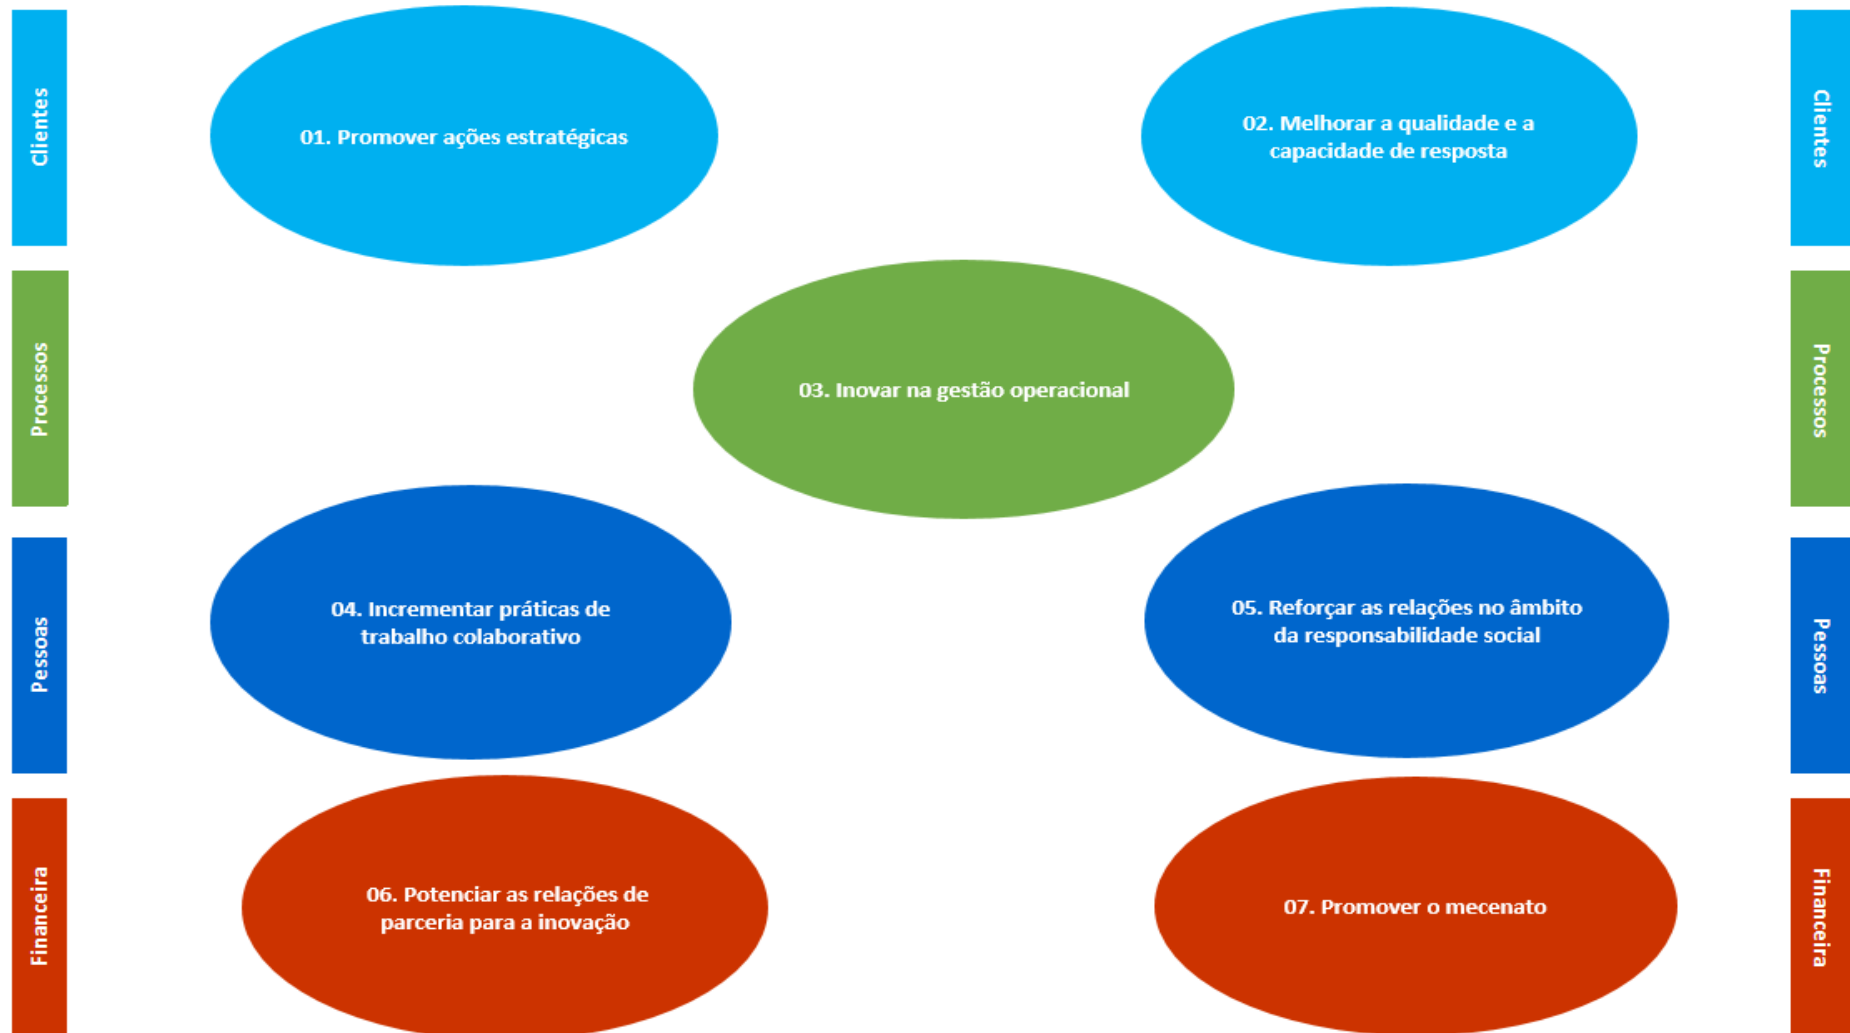 Clientes
01. Promover ações estratégicas
02. Melhorar a qualidade e a
capacidade de resposta
Clientes
Processos
03. Inovar na gestão operacional
Processos
Pessoas
04. Incrementar práticas de
trabalho colaborativo
05. Reforçar as relações no âmbito
da responsabilidade social
Pessoas
Financeira
06. Potenciar as relações de
parceria para a inovação
07. Promover o mecenato
Financeira